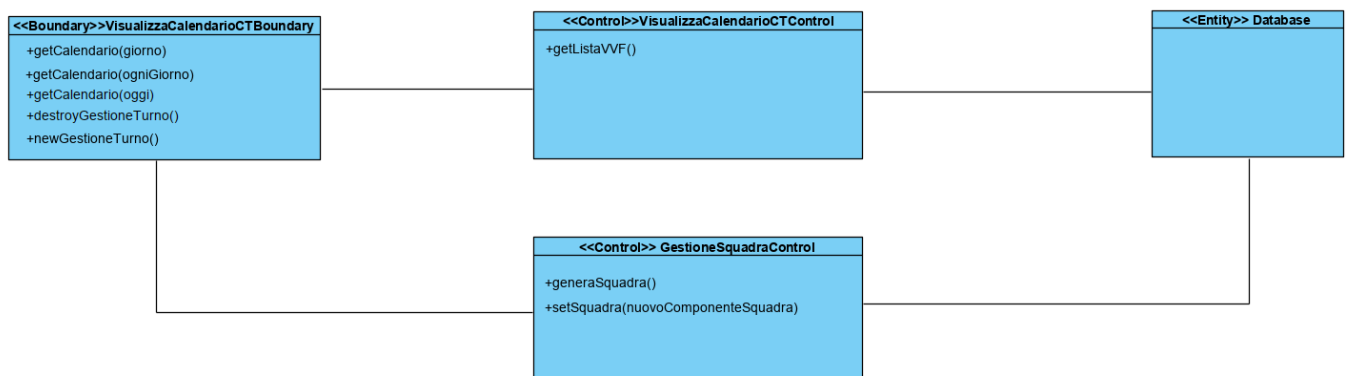 <<Boundary>>VisualizzaCalendarioCTBoundary
+getCalendario(giorno)
+getCalendario(ogniGiorno)
+getCalendario(oggi)
+destroyGestioneTurno()
+newGestioneTurno()
<<Control>>VisualizzaCalendarioCTControl
+getListaVVF()
<<Entity>> Database
<<Control>> GestioneSquadraControl
+generaSquadra()
+setSquadra(nuovoComponenteSquadra)